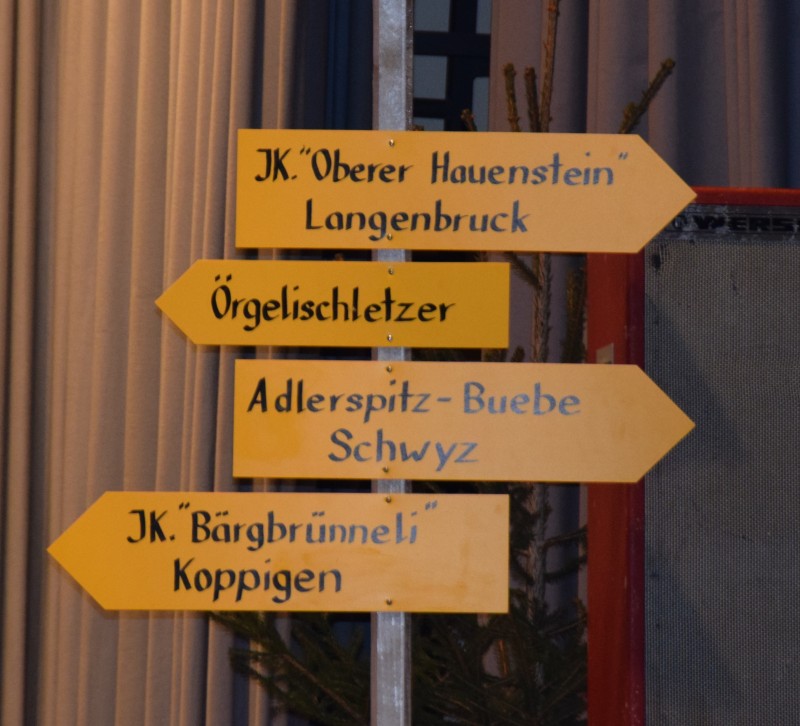 JK. "Oberer Hauenstein"
Langenbruck
Örgelischletzer
Adlerspitz-Buebe
Schwyz
JK. "Bärgbrünneli"
Koppigen